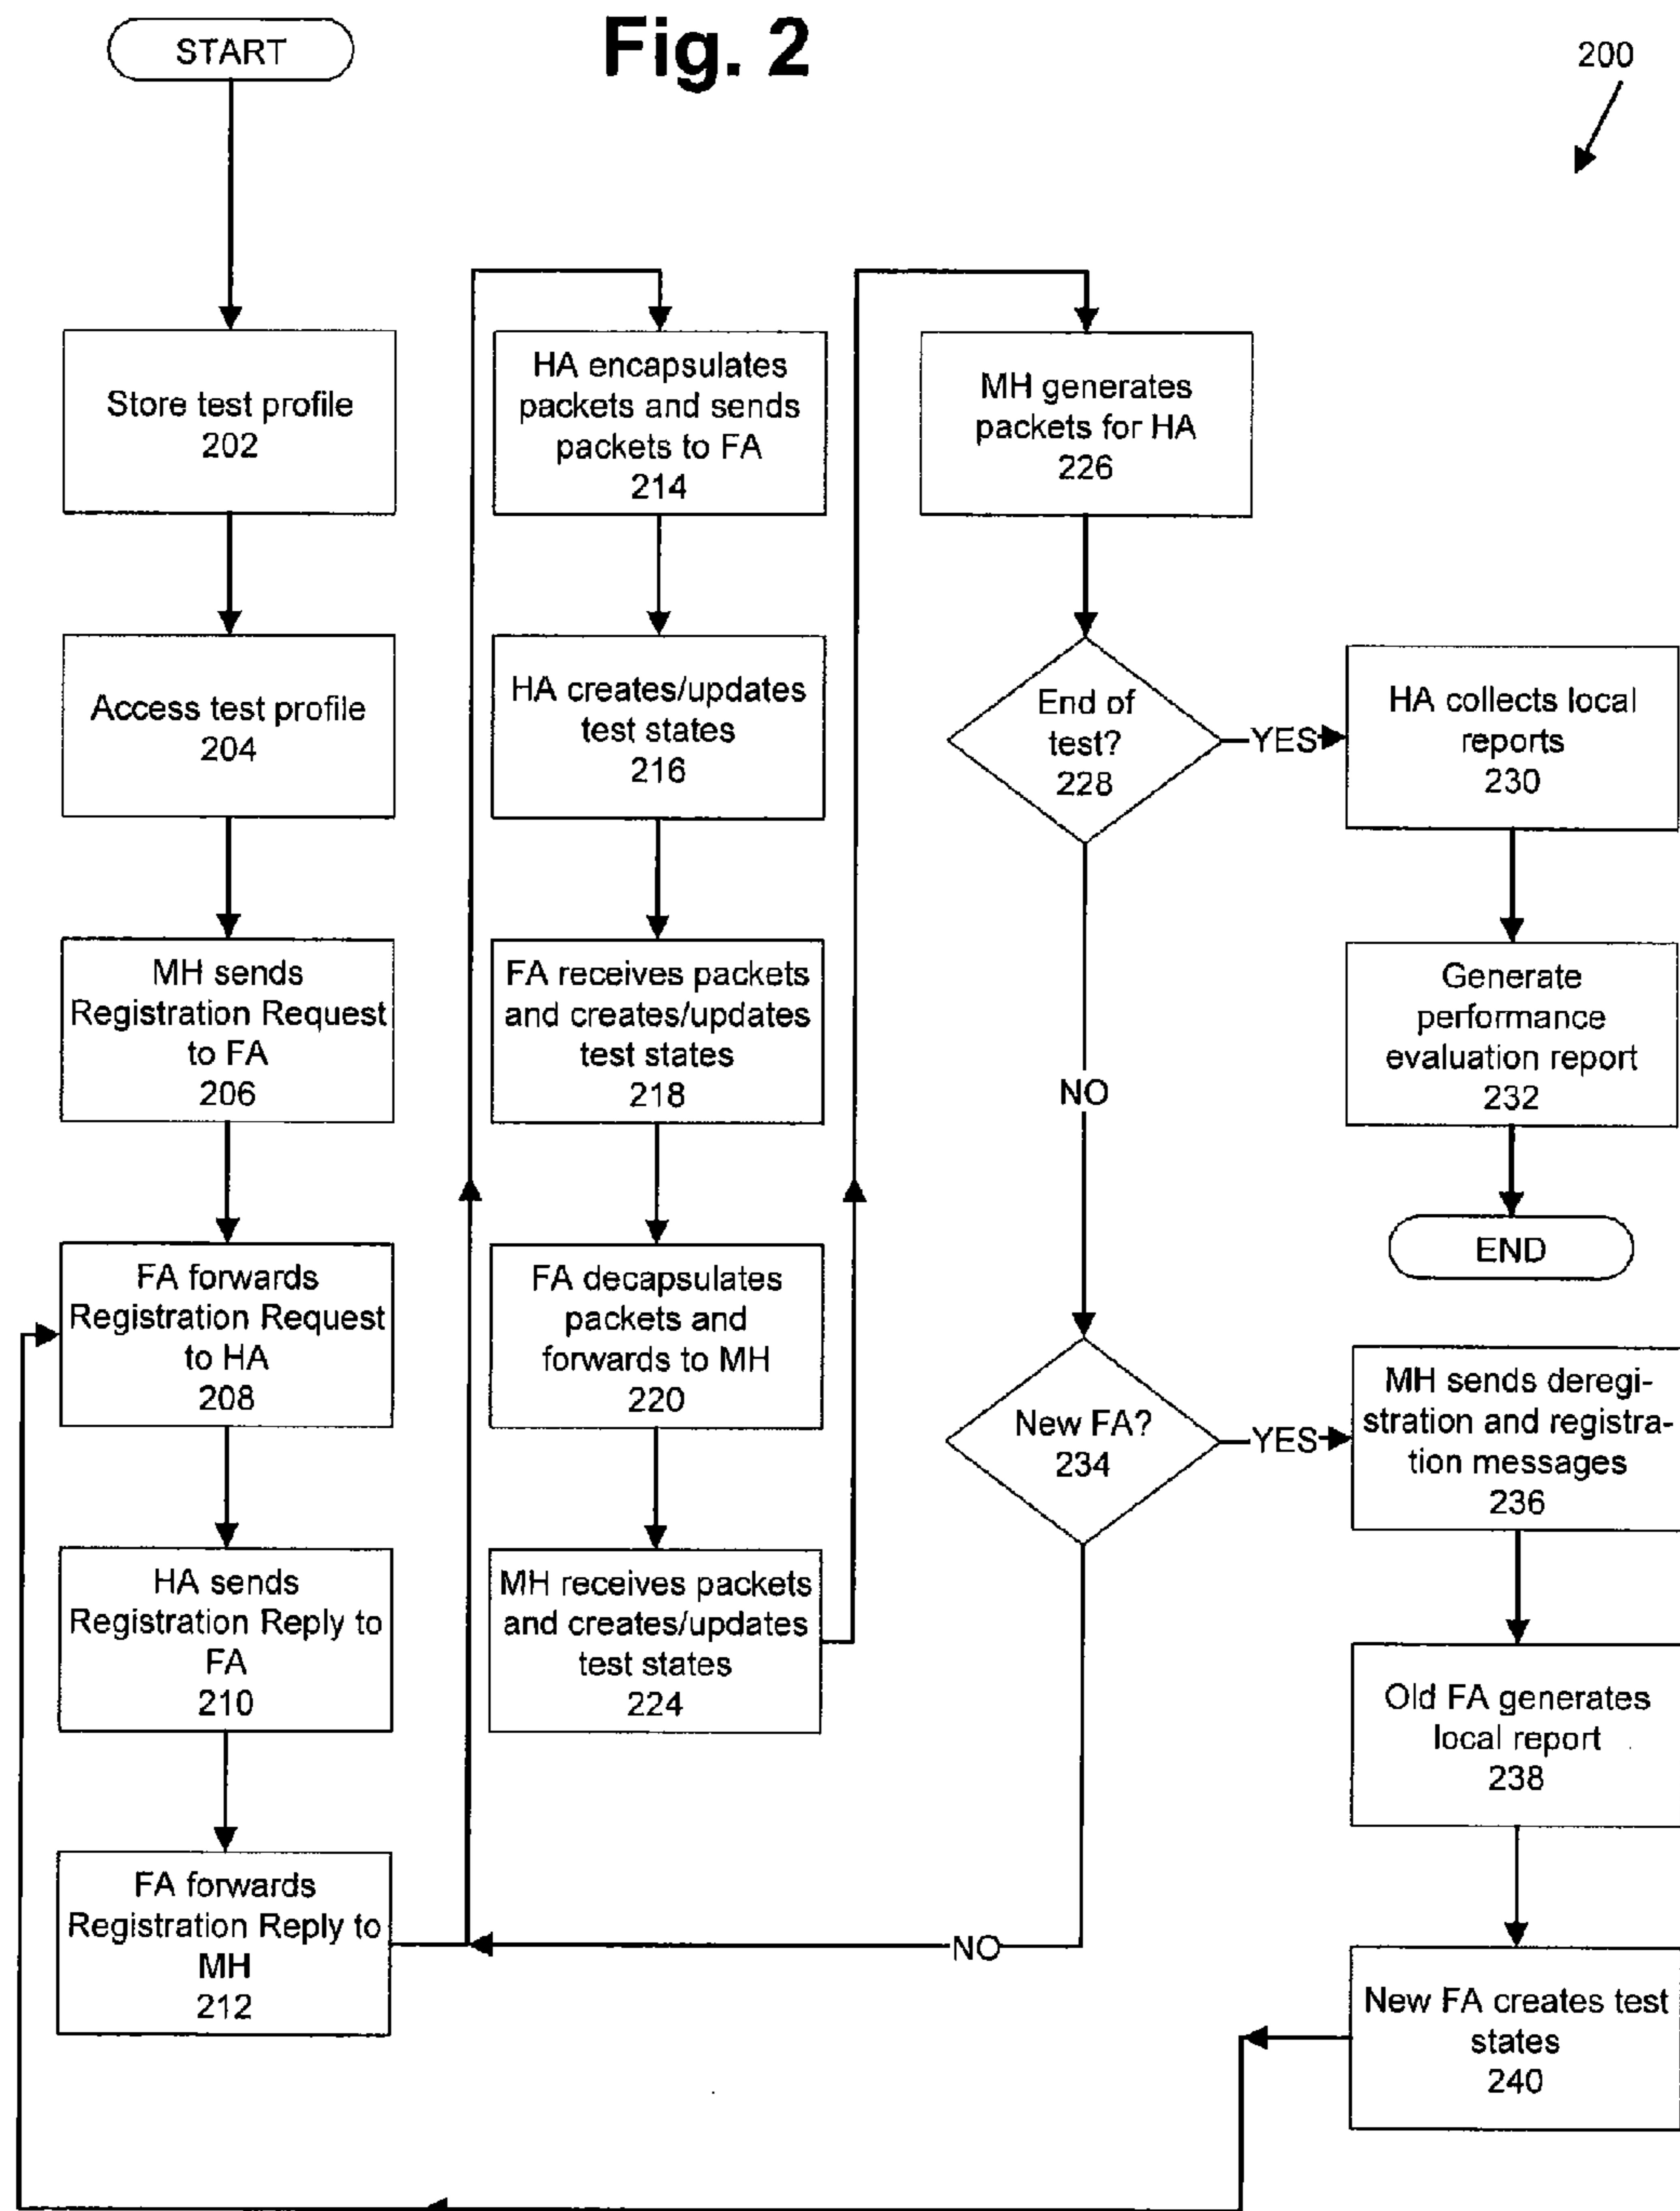 Fig. 2
200
START
Store test profile
202
Access test profile
204
MH sends
Registration Request
to FA
206
FA forwards
Registration Request
to HA
208
HA sends
Registration Reply to
FA
210
FA forwards
Registration Reply to
MH
212
HA encapsulates
packets and sends
packets to FA
214
HA creates/updates
test states
216
FA receives packets
and creates/updates
test states
218
FA decapsulates
packets and
forwards to MH
220
MH receives packets
and creates/updates
test states
224
MH generates
packets for HA
226
End of
test?
228
YES
NO
HA collects local
reports
230
Generate
performance
evaluation report
232
END
New FA?
234
YES
NO
MH sends deregi-
stration and registra-
tion messages
236
Old FA generates
local report
238
New FA creates test
states
240